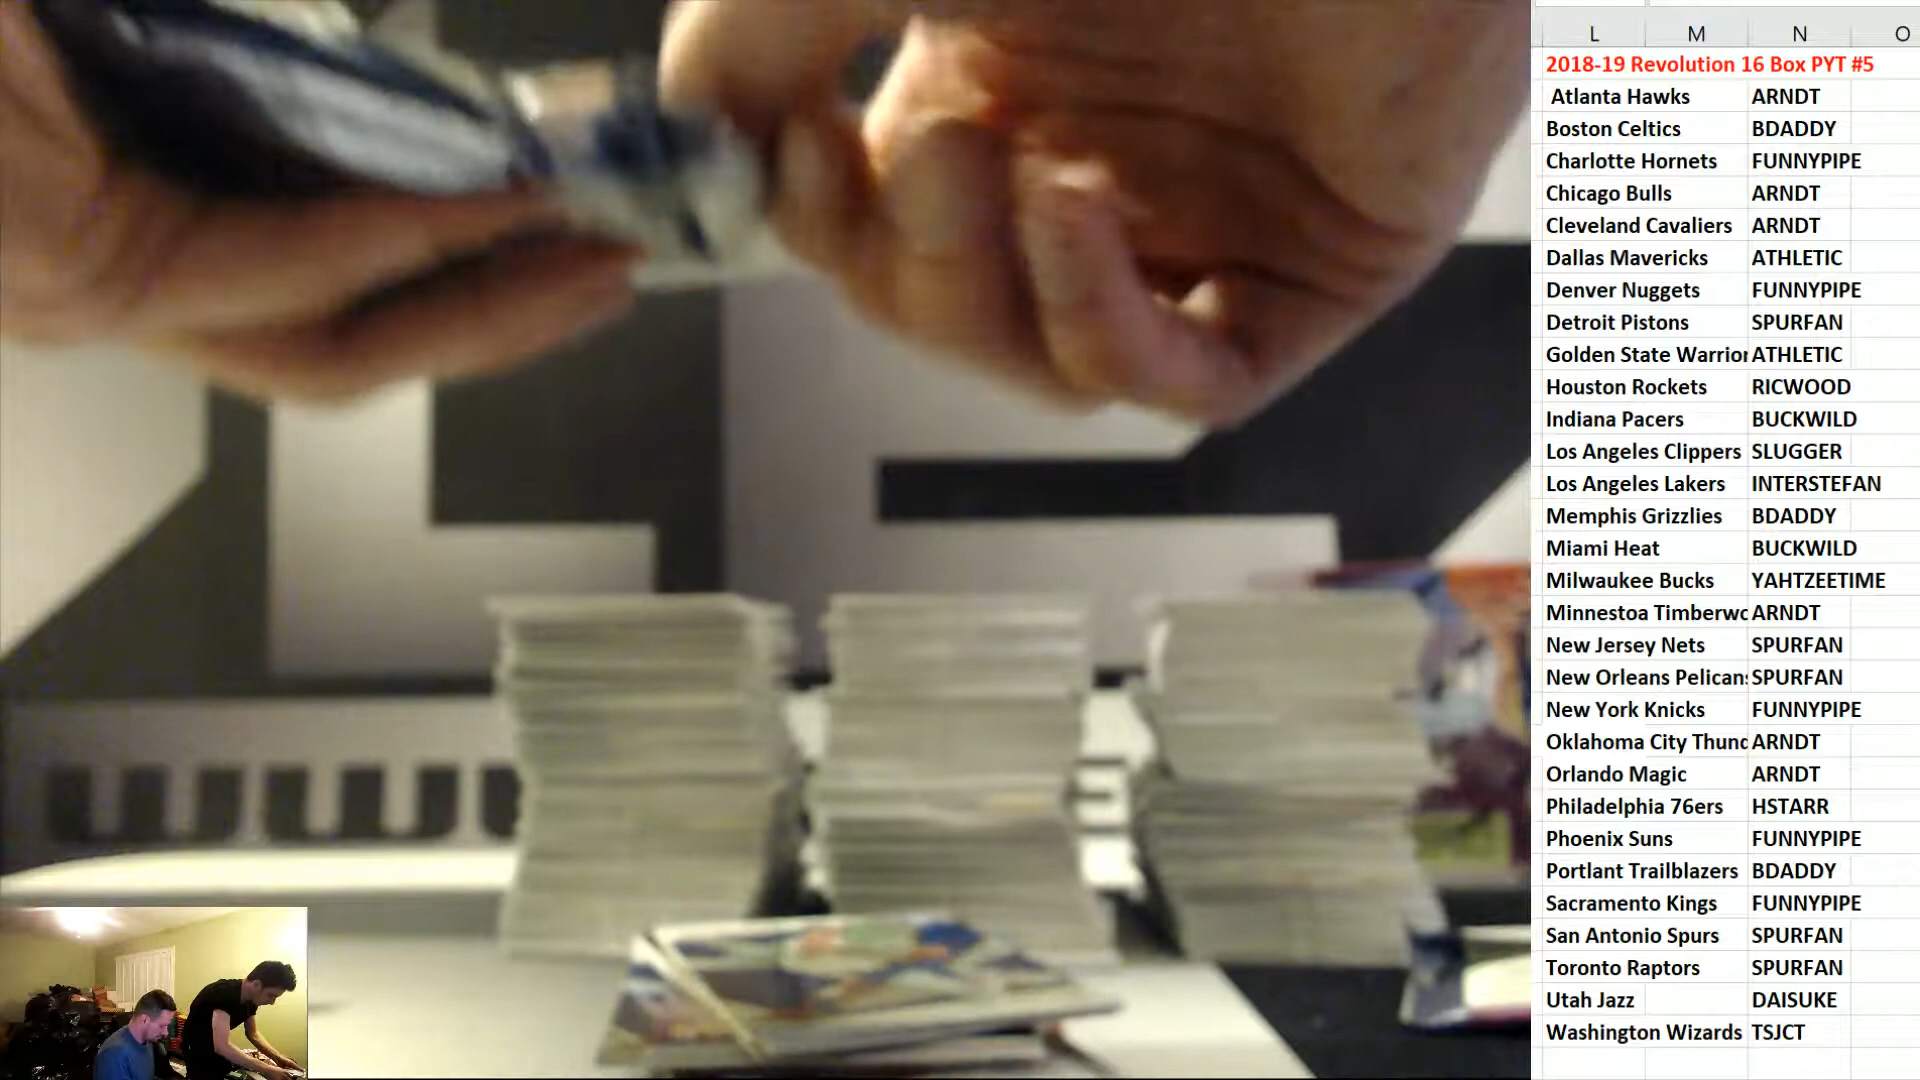 L M N O
2018-19 Revolution 16 Box PYT #5
Atlanta Hawks ARNDT
Boston Celtics BDADDY
Charlotte Hornets FUNNYPIPE
Chicago Bulls ARNDT
Cleveland Cavaliers ARNDT
Dallas Mavericks ATHLETIC
Denver Nuggets FUNNYPIPE
Detroit Pistons SPURFAN
Golden State Warrior ATHLETIC
Houston Rockets RICWOOD
Indiana Pacers BUCKWILD
Los Angeles Clippers SLUGGER
Los Angeles Lakers INTERSTEFAN
Memphis Grizzlies BDADDY
Miami Heat BUCKWILD
Milwaukee Bucks YAHTZEETIME
Minnestoa Timberwo ARNDT
New Jersey Nets SPURFAN
New Orleans Pelicans SPURFAN
New York Knicks FUNNYPIPE
Oklahoma City Thund ARNDT
Orlando Magic ARNDT
Philadelphia 76ers HSTARR
Phoenix Suns FUNNYPIPE
Portlant Trailblazers BDADDY
Sacramento Kings FUNNYPIPE
San Antonio Spurs SPURFAN
Toronto Raptors SPURFAN
Utah Jazz DAISUKE
Washington Wizards TSJCT